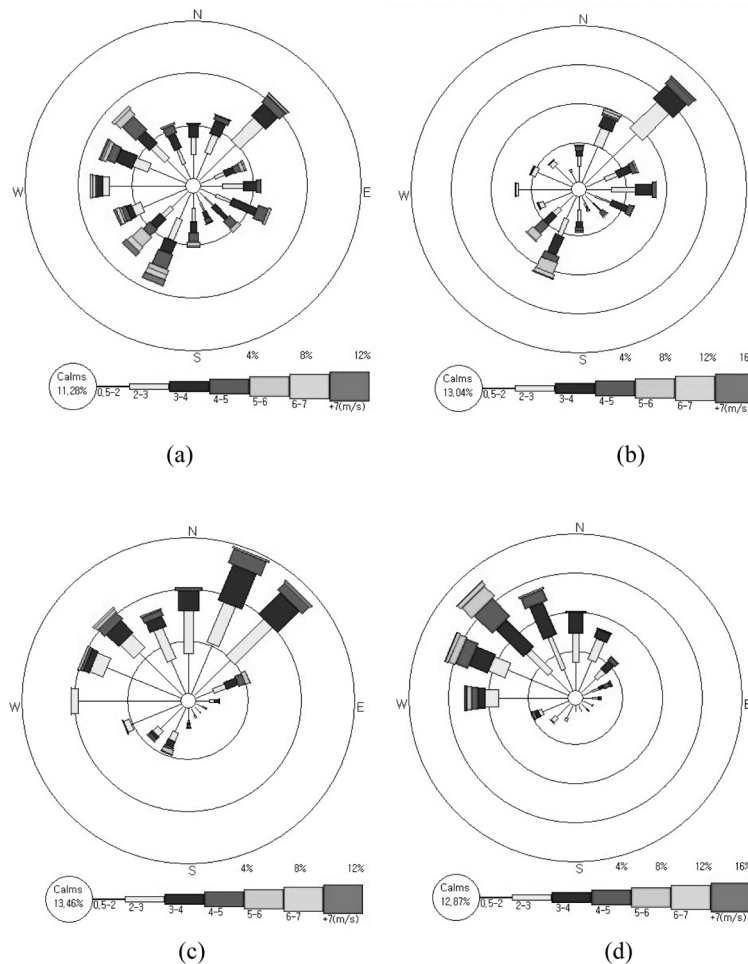 N N
W E W
S S
4% 8% 12% 4% 8% 12% 16
Calms Calms
11,28% 0,5-2 2-3 3-4 4-5 5-6 6-7 +7(m/s) 13,04% 0,5-2 2-3 3-4 4-5 5-6 6-7 +7(m/s)
(a) (b)
N N
W E W E
S S
4% 8% 12% 4% 8% 12% 16%
Calms Calms
13,46% 0,5-2 2-3 3-4 4-5 5-6 6-7 +7(m/s) 12,87% 0,5-2 2-3 3-4 4-5 5-6 6-7 +7(m/s)
(c) (d)